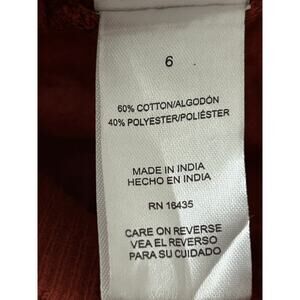 6
60% COTTON/ALGODÓN
40% POLYESTER/POLIÉSTER
MADE IN INDIA
HECHO EN INDIA
RN 16435
CARE ON REVERSE
VEA EL REVERSO
PARA SU CUIDADO